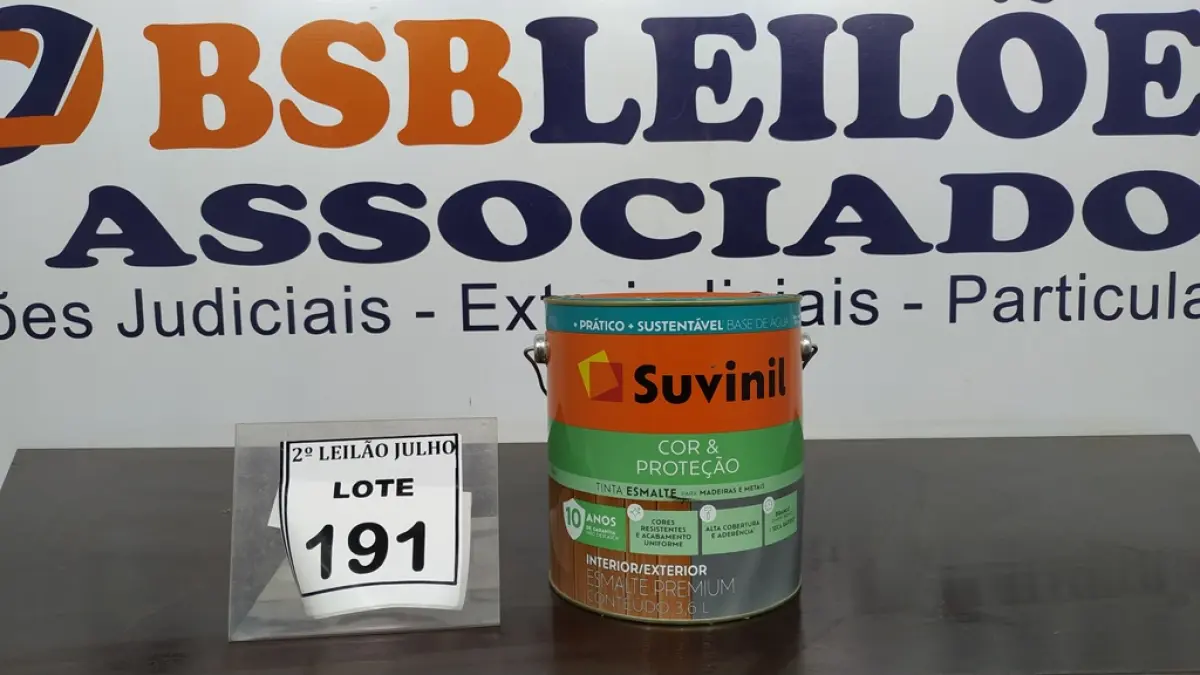 BSBLEILÕE
ASSOCIADO
ões Judiciais - Ext judiciais - Particula
2º LEILÃO JULHO
LOTE
191
• PRÁTICO + SUSTENTÁVEL BASE DE ÁGUA
Suvinil
COR &
PROTEÇÃO
TINTA ESMALTE PARA MADEIRAS E METAIS
10 ANOS
CORES
RESISTENTES
E ACABAMENTO
UNIFORME
ALTA COBERTURA
E ADERÊNCIA
INTERIOR/EXTERIOR
ESMALTE PREMIUM
CONTEÚDO 3,6 L